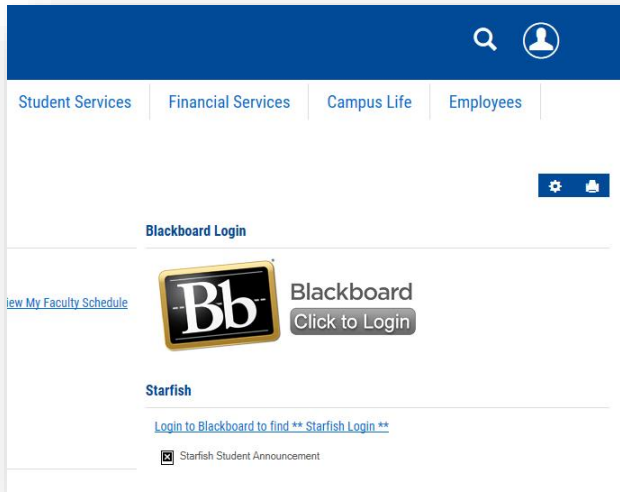 Student Services
Financial Services
Campus Life
Employees
Blackboard Login
iew My Faculty Schedule
Bb
Blackboard
Click to Login
Starfish
Login to Blackboard to find ** Starfish Login **
Starfish Student Announcement